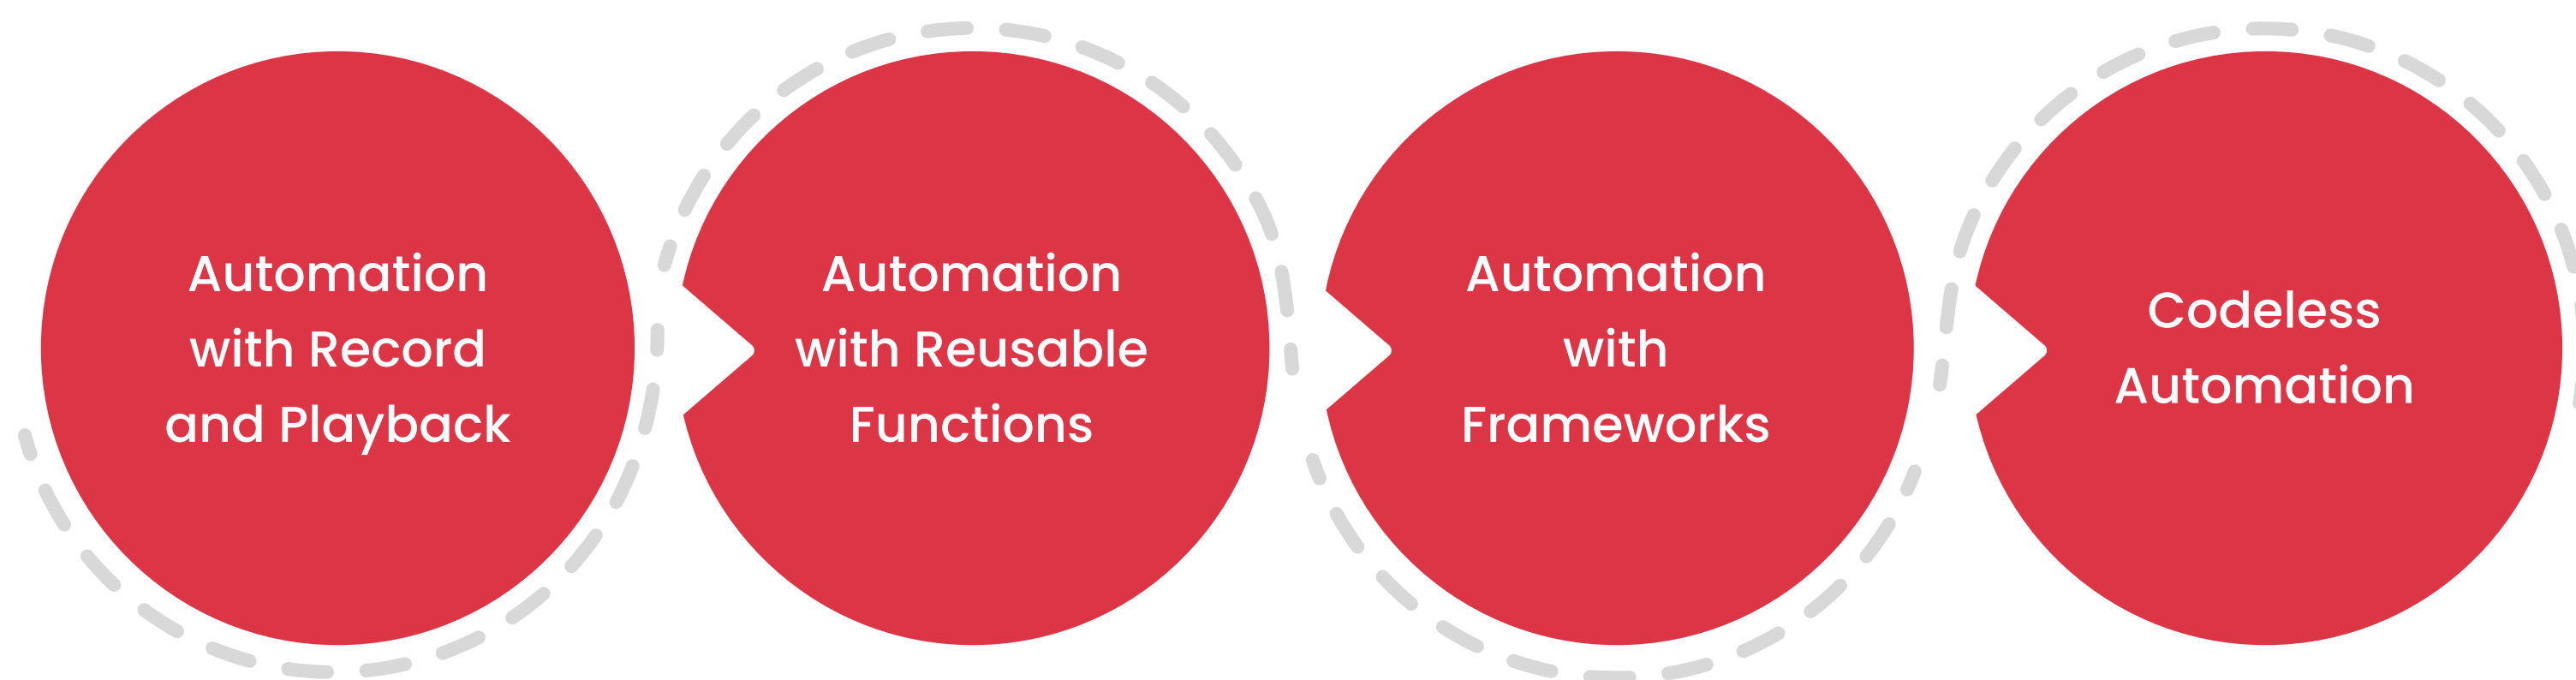 Automation
with Record
and Playback
Automation
with Reusable
Functions
Automation
with
Frameworks
Codeless
Automation